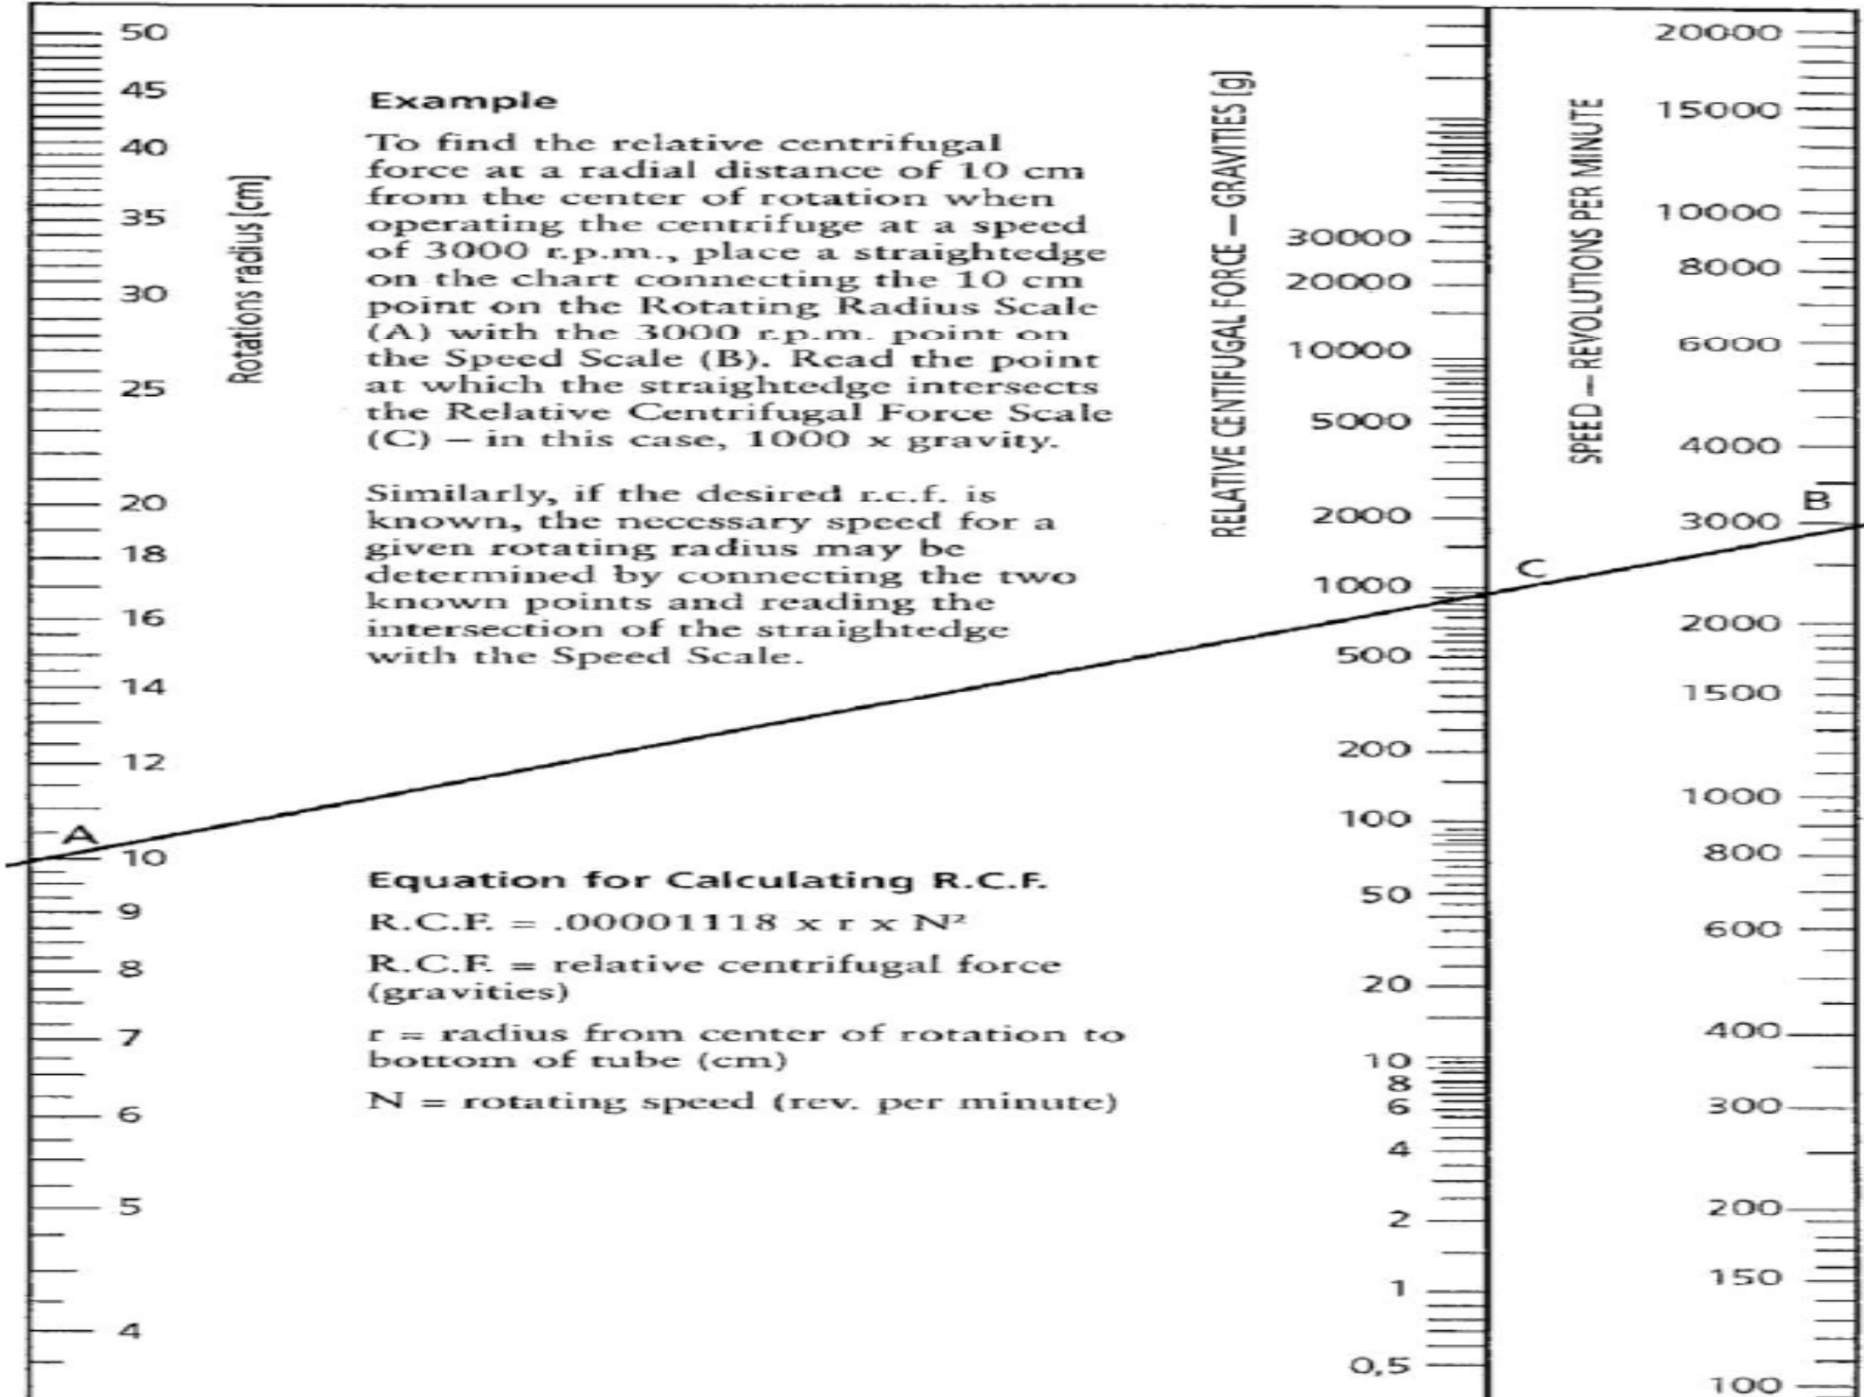 50
45
40
35
30
25
20
18
16
14
12
10
9
8
7
6
5
4
Rotations radius [cm]
A
Example
To find the relative centrifugal
force at a radial distance of 10 cm
from the center of rotation when
operating the centrifuge at a speed
of 3000 r.p.m., place a straightedge
on the chart connecting the 10 cm
point on the Rotating Radius Scale
(A) with the 3000 r.p.m. point on
the Speed Scale (B). Read the point
at which the straightedge intersects
the Relative Centrifugal Force Scale
(C) – in this case, 1000 x gravity.
Similarly, if the desired r.c.f. is
known, the necessary speed for a
given rotating radius may be
determined by connecting the two
known points and reading the
intersection of the straightedge
with the Speed Scale.
Equation for Calculating R.C.F.
R.C.F. = .00001118 x r x N²
R.C.F. = relative centrifugal force
(gravities)
r = radius from center of rotation to
bottom of tube (cm)
N = rotating speed (rev. per minute)
RELATIVE CENTIFUGAL FORCE — GRAVITIES [g]
30000
20000
10000
5000
2000
1000
500
200
100
50
20
10
8
6
4
2
1
0,5
C
SPEED — REVOLUTIONS PER MINUTE
20000
15000
10000
8000
6000
4000
3000
2000
1500
1000
800
600
400
300
200
150
100
B